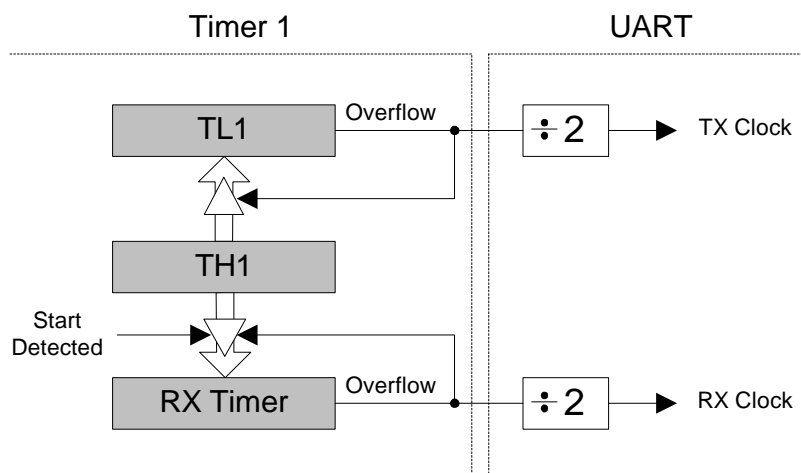 Timer 1
UART
TL1
Overflow
÷ 2
TX Clock
TH1
Start
Detected
RX Timer
Overflow
÷ 2
RX Clock